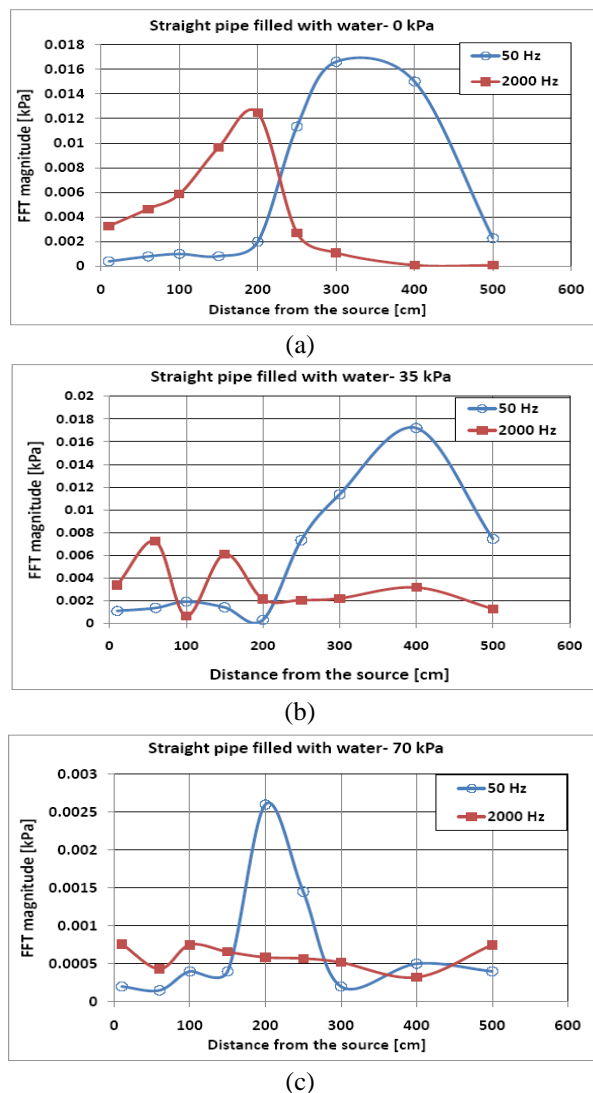 Straight pipe filled with water- 0 kPa
FFT magnitude [kPa]
0.018
0.016
0.014
0.012
0.01
0.008
0.006
0.004
0.002
0
50 Hz
2000 Hz
100 200 300 400 500 600
Distance from the source [cm]
(a)
Straight pipe filled with water- 35 kPa
FFT magnitude [kPa]
0.02
0.018
0.016
0.014
0.012
0.01
0.008
0.006
0.004
0.002
0
50 Hz
2000 Hz
0 100 200 300 400 500 600
Distance from the source [cm]
(b)
Straight pipe filled with water- 70 kPa
FFT magnitude [kPa]
0.003
0.0025
0.002
0.0015
0.001
0.0005
0
50 Hz
2000 Hz
0 100 200 300 400 500 600
Distance from the source [cm]
(c)